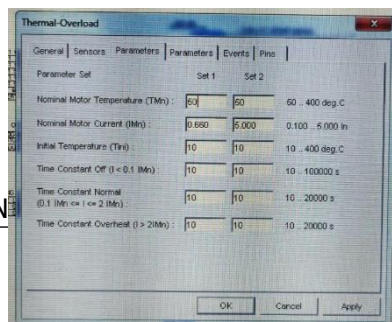 Thermal-Overload
General Sensors Parameters Parameters Events Pins
Parameter Set Set 1 Set 2
Nominal Motor Temperature (TMn) : 60 60 60 .. 400 deg.C
Nominal Motor Current (IMn) : 0.660 5.000 0.100 .. 5.000 In
Initial Temperature (Tini) : 10 10 10 .. 400 deg.C
Time Constant Off (I < 0.1 IMn) : 10 10 10 .. 100000 s
Time Constant Normal
(0.1 IMn <= I <= 2 IMn) : 10 10 10 .. 20000 s
N
Time Constant Overheat (I > 2IMn) : 10 10 10 .. 20000 s
OK Cancel Apply